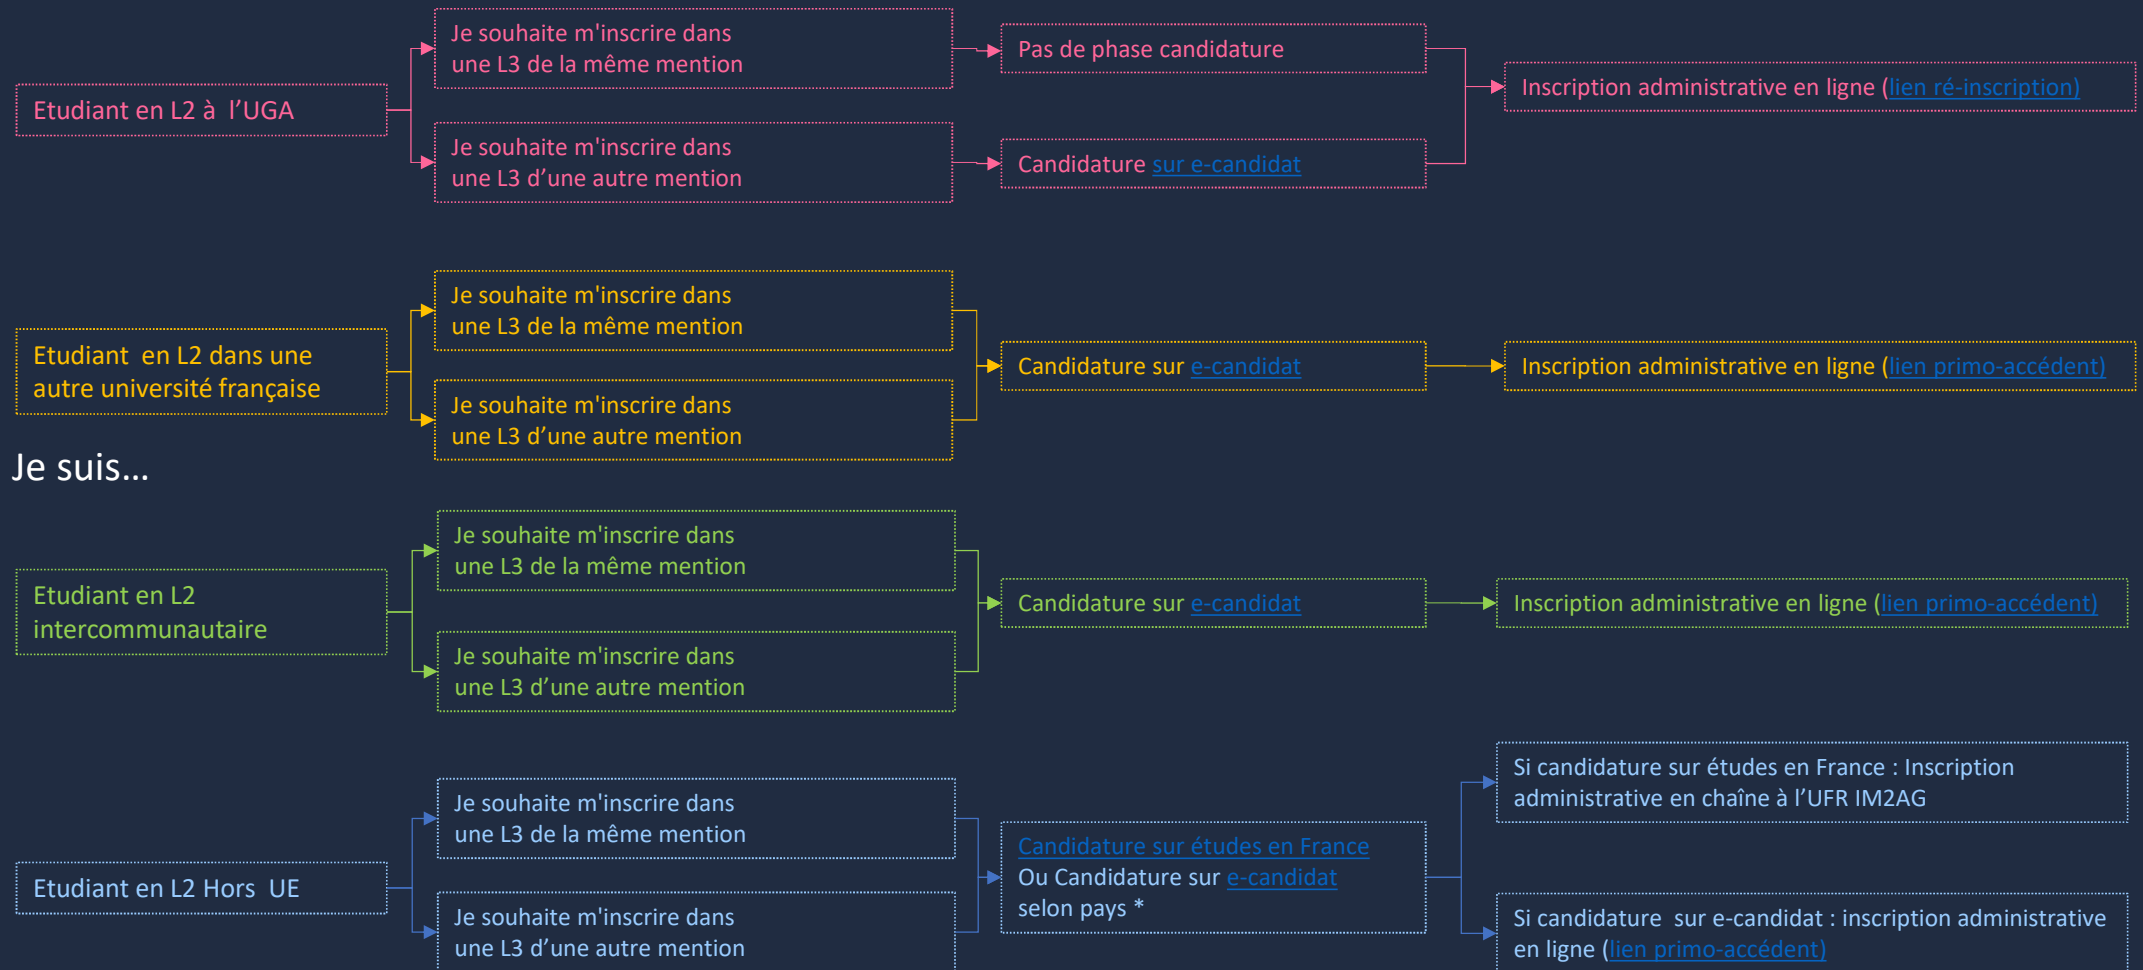 Je suis...
Etudiant en L2 à l’UGA
Je souhaite m'inscrire dans
une L3 de la même mention
Pas de phase candidature
Je souhaite m'inscrire dans
une L3 d’une autre mention
Candidature sur e-candidat
Inscription administrative en ligne (lien ré-inscription)
Etudiant en L2 dans une
autre université française
Je souhaite m'inscrire dans
une L3 de la même mention
Je souhaite m'inscrire dans
une L3 d’une autre mention
Candidature sur e-candidat
Inscription administrative en ligne (lien primo-accédent)
Etudiant en L2
intercommunautaire
Je souhaite m'inscrire dans
une L3 de la même mention
Je souhaite m'inscrire dans
une L3 d’une autre mention
Candidature sur e-candidat
Inscription administrative en ligne (lien primo-accédent)
Etudiant en L2 Hors UE
Je souhaite m'inscrire dans
une L3 de la même mention
Je souhaite m'inscrire dans
une L3 d’une autre mention
Candidature sur études en France
Ou Candidature sur e-candidat
selon pays *
Si candidature sur études en France : Inscription
administrative en chaîne à l’UFR IM2AG
Si candidature sur e-candidat : inscription administrative
en ligne (lien primo-accédent)